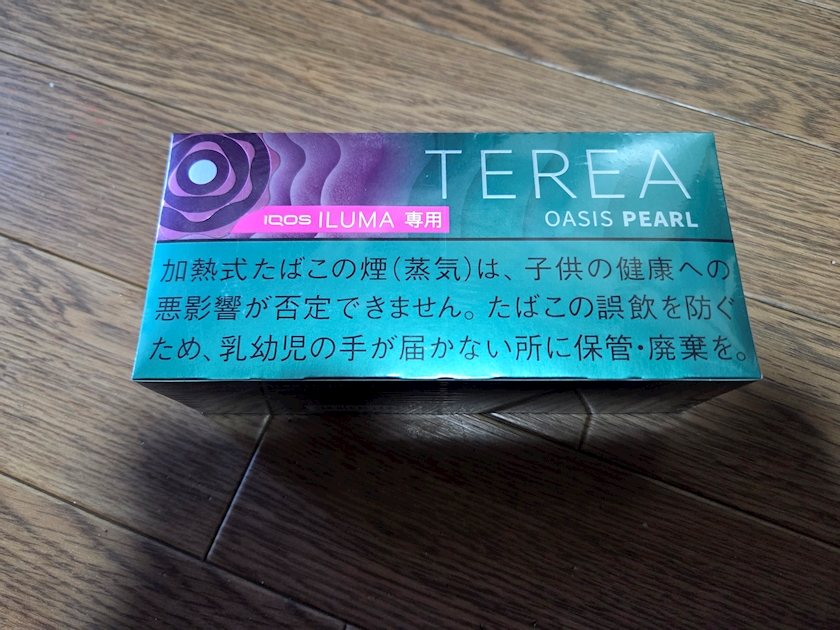 TEREA
IQOS ILUMA 専用
OASIS PEARL
加熱式たばこの煙(蒸気)は、子供の健康への
悪影響が否定できません。たばこの誤飲を防ぐ
ため、乳幼児の手が届かない所に保管・廃棄を。